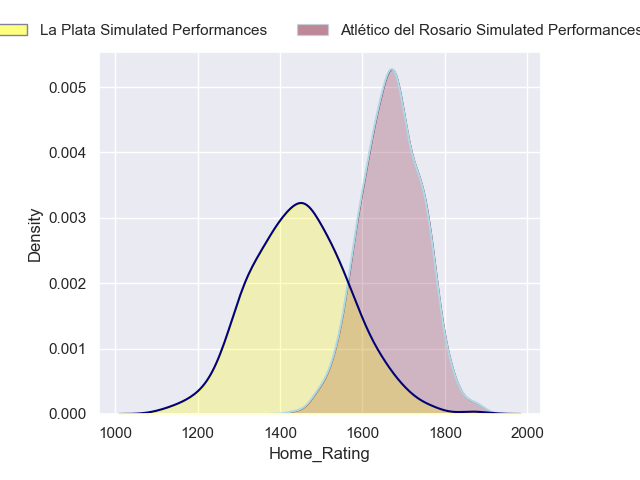 La Plata Simulated Performances
Atlético del Rosario Simulated Performances
0.005
0.004
0.003
0.002
0.001
0.000
Density
1000 1200 1400 1600 1800 2000
Home_Rating